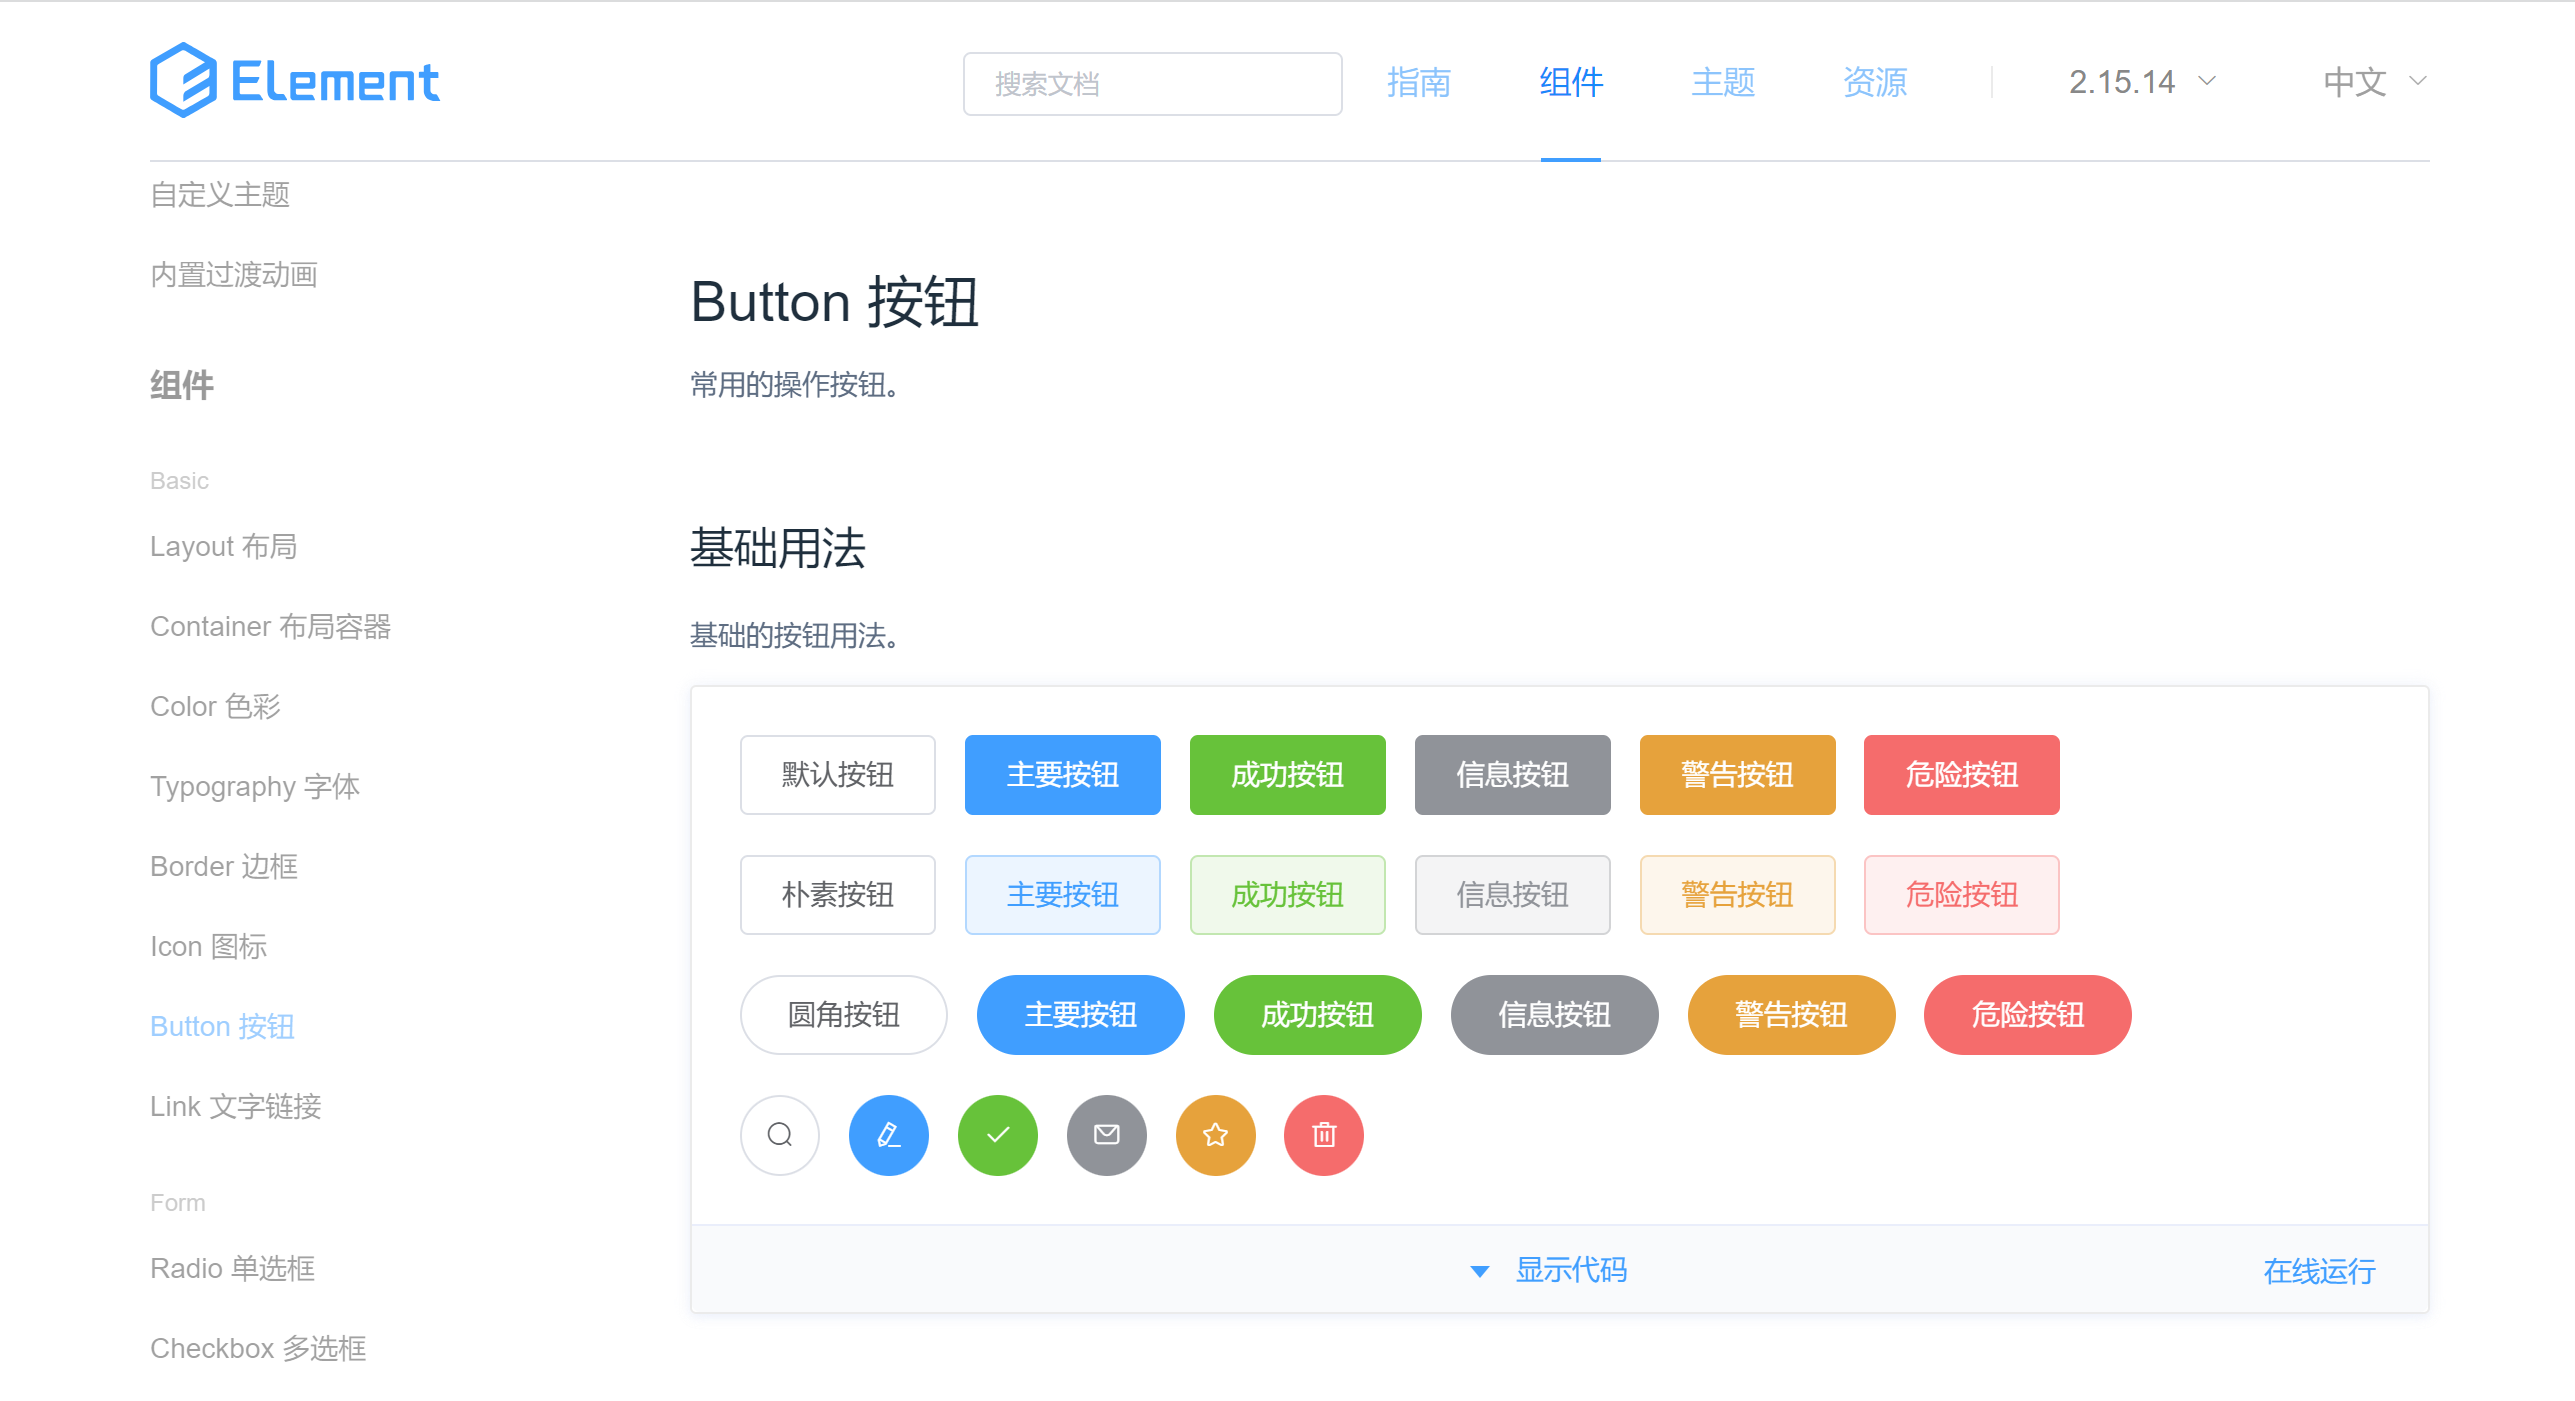 Element
搜索文档 指南 组件 主题 资源 2.15.14 中文
自定义主题
内置过渡动画
组件
Basic
Layout 布局
Container 布局容器
Color 色彩
Typography 字体
Border 边框
Icon 图标
Button 按钮
Link 文字链接
Form
Radio 单选框
Checkbox 多选框
Button 按钮
常用的操作按钮。
基础用法
基础的按钮用法。
默认按钮 主要按钮 成功按钮 信息按钮 警告按钮 危险按钮
朴素按钮 主要按钮 成功按钮 信息按钮 警告按钮 危险按钮
圆角按钮 主要按钮 成功按钮 信息按钮 警告按钮 危险按钮
显示代码 在线运行